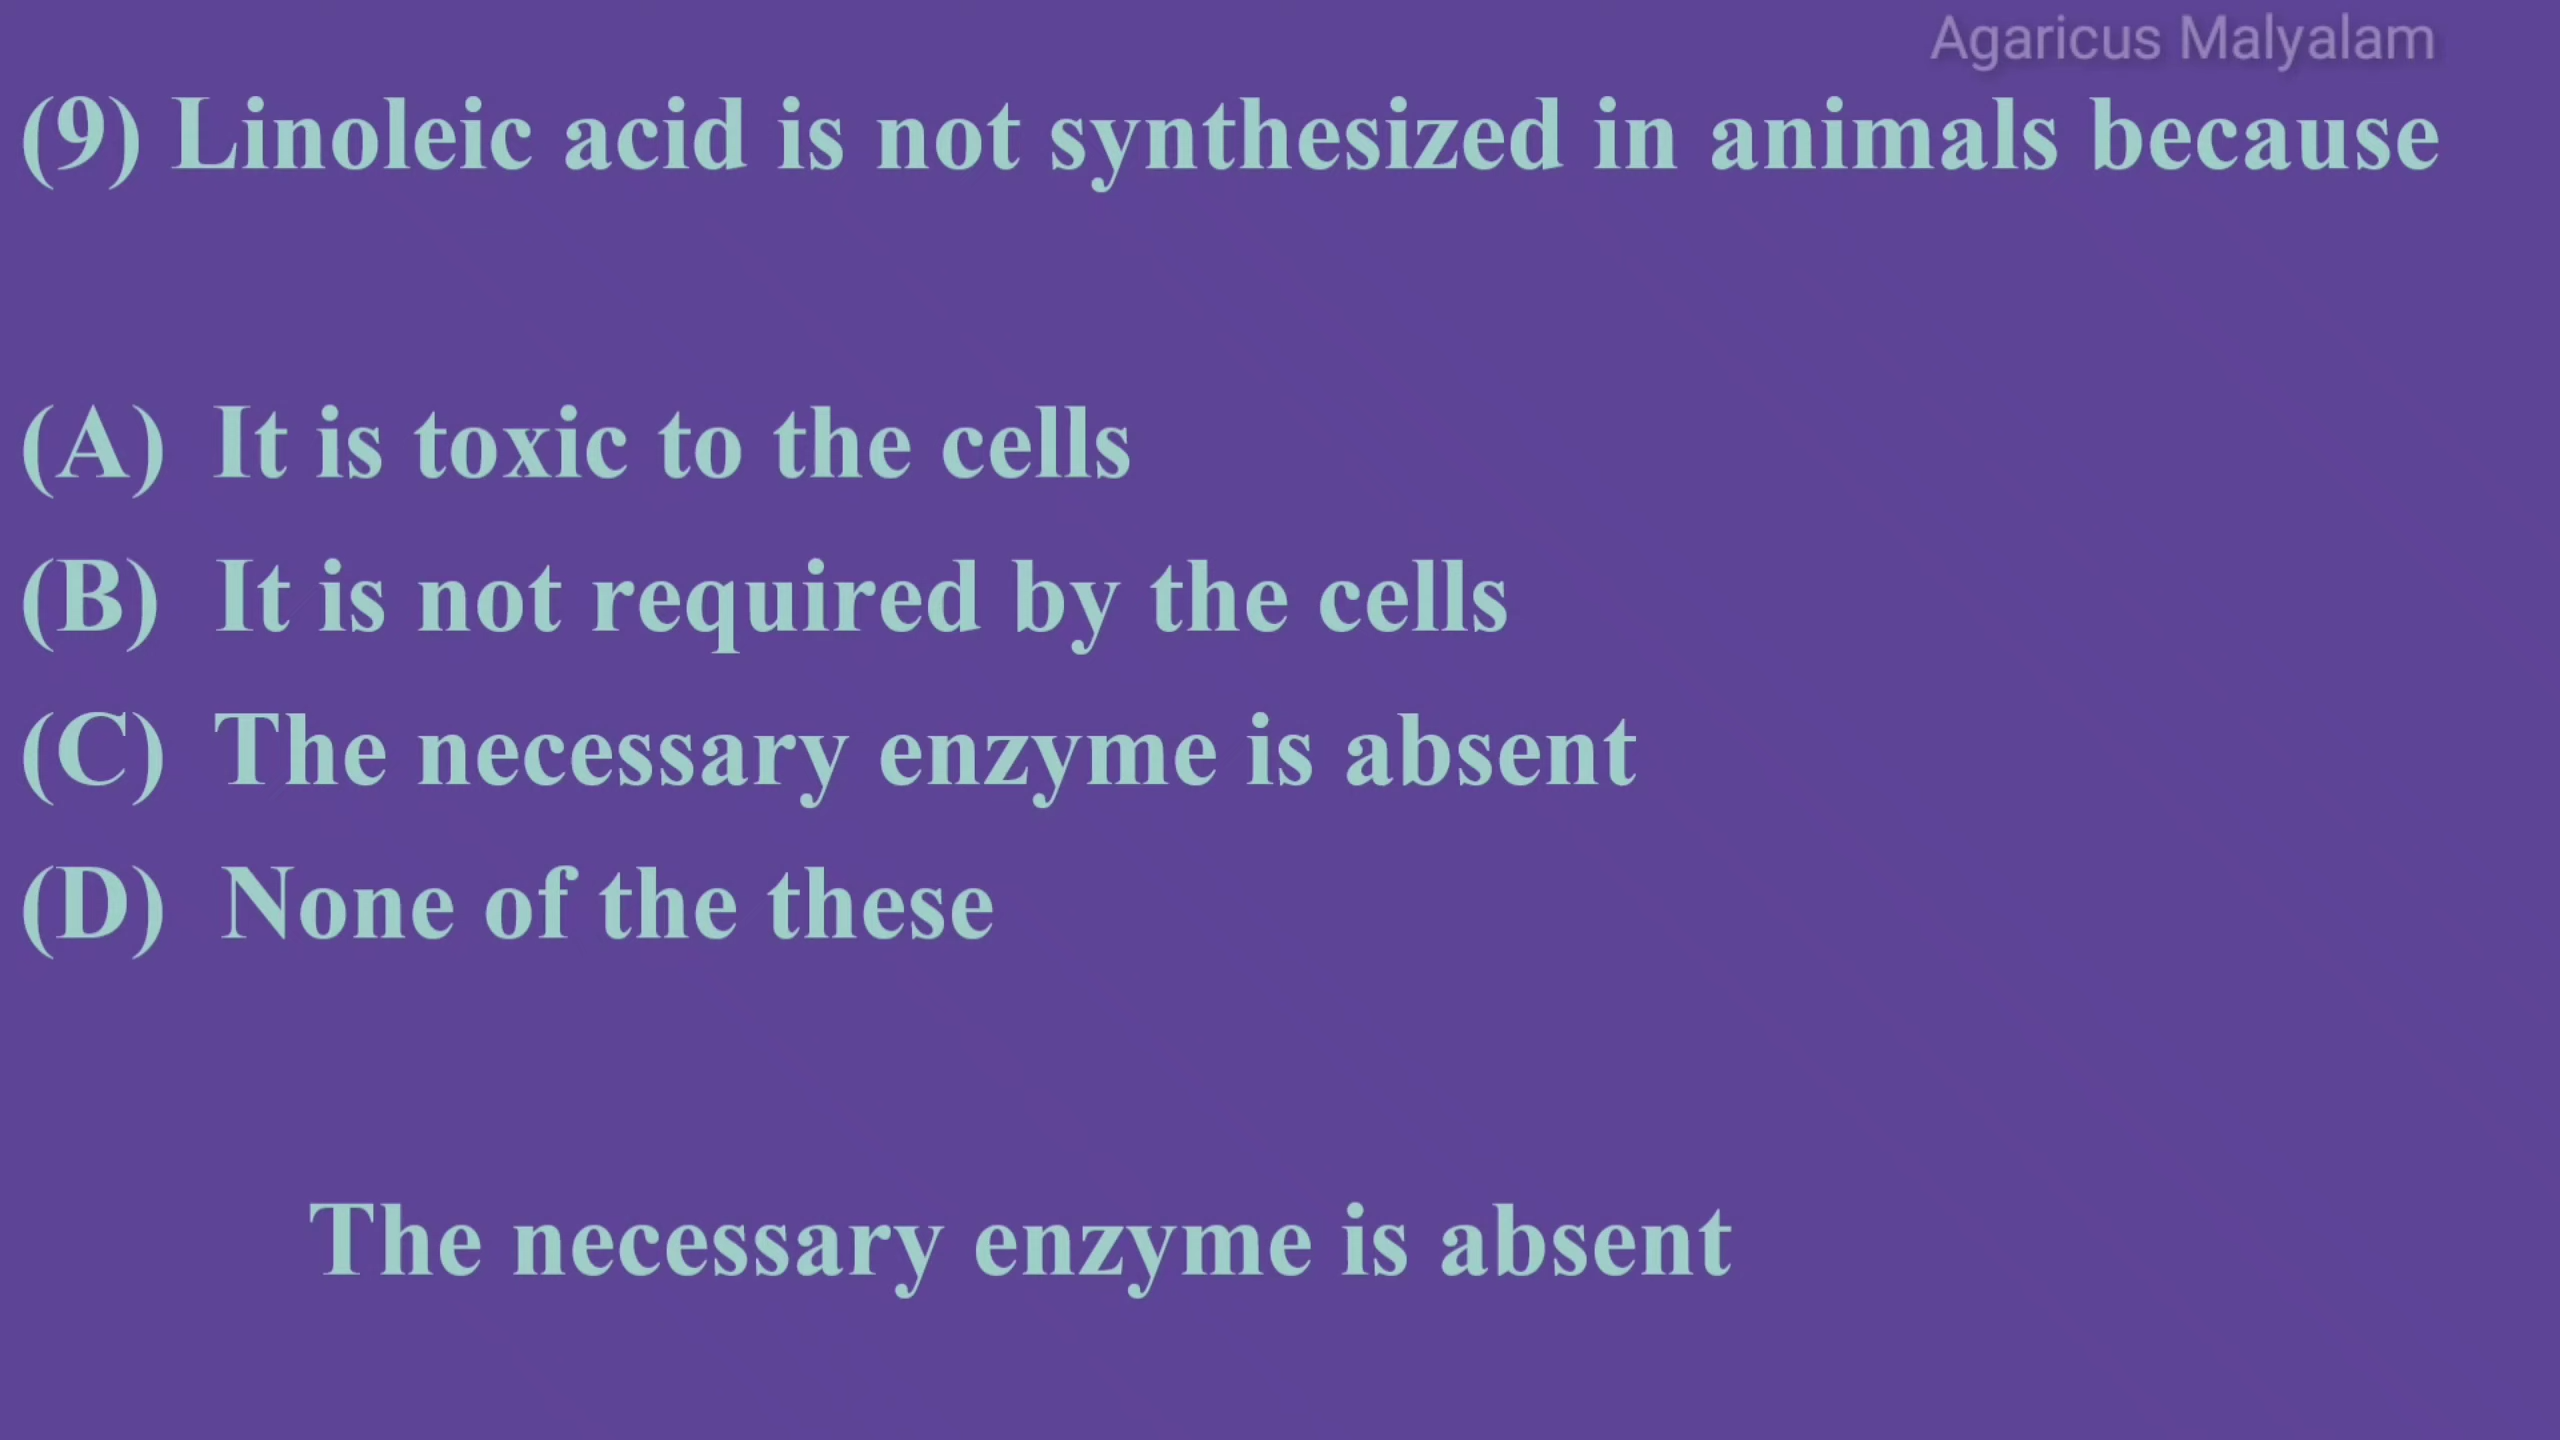 Agaricus Malyalam
(9) Linoleic acid is not synthesized in animals because
(A) It is toxic to the cells
(B) It is not required by the cells
(C) The necessary enzyme is absent
(D) None of the these
The necessary enzyme is absent